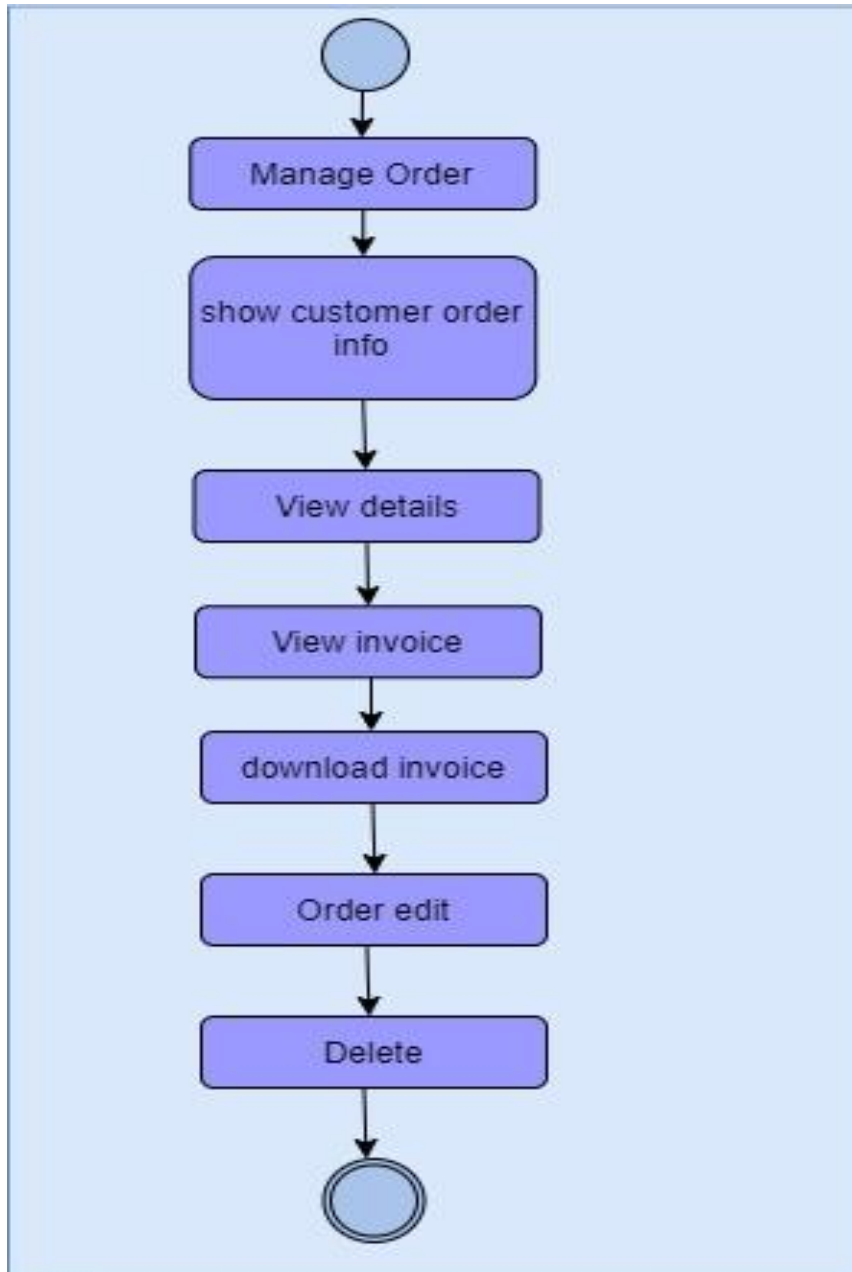 Manage Order
show customer order
info
View details
View invoice
download invoice
Order edit
Delete